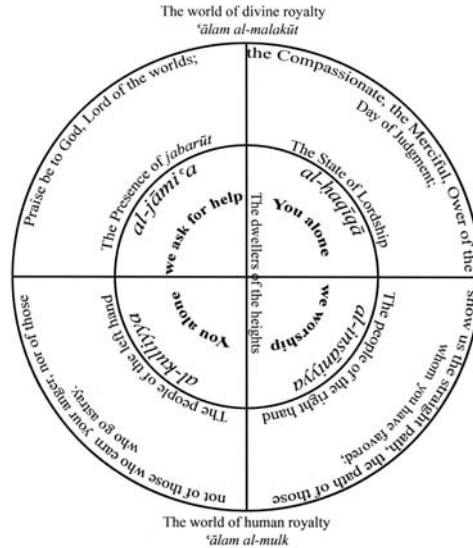 The world of divine royalty
ʿālam al-malakūt
Praise be to God, Lord of the worlds;
the Compassionate, the Merciful, Ower of the
Day of Judgment;
The Presence of jabarūt
al-jāmiʿa
The State of Lordship
al-ḥaqīqā
we ask for help
You alone
The dwellers of the heights
You alone
we worship
al-kulliyya
The people of the left hand
al-insāniyya
The people of the right hand
not of those who earn your anger, nor of those
who go astray;
show us the straight path, the path of those
whom you have favored;
The world of human royalty
ʿālam al-mulk